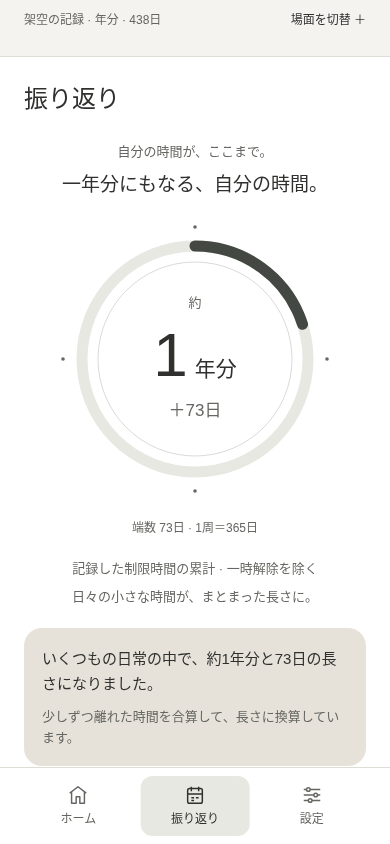 架空の記録 · 年分 · 438日
場面を切替 ＋
振り返り
自分の時間が、ここまで。
一年分にもなる、自分の時間。
約
1 年分
＋73日
端数 73日 · 1周＝365日
記録した制限時間の累計 · 一時解除を除く
日々の小さな時間が、まとまった長さに。
いくつもの日常の中で、約1年分と73日の長
さになりました。
少しずつ離れた時間を合算して、長さに換算してい
ます。
ホーム
振り返り
設定